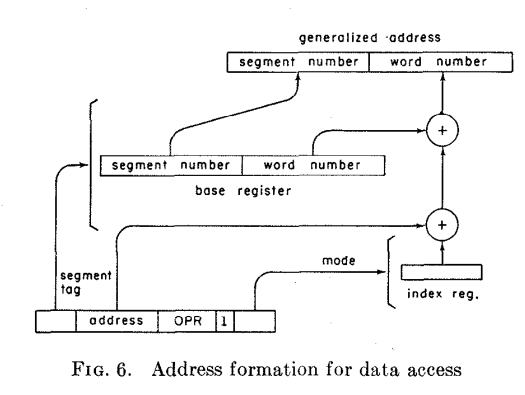 generalized address
segment number word number
+
segment number word number
base register
+
mode
segment
tag
index reg.
address OPR 1
FIG. 6. Address formation for data access